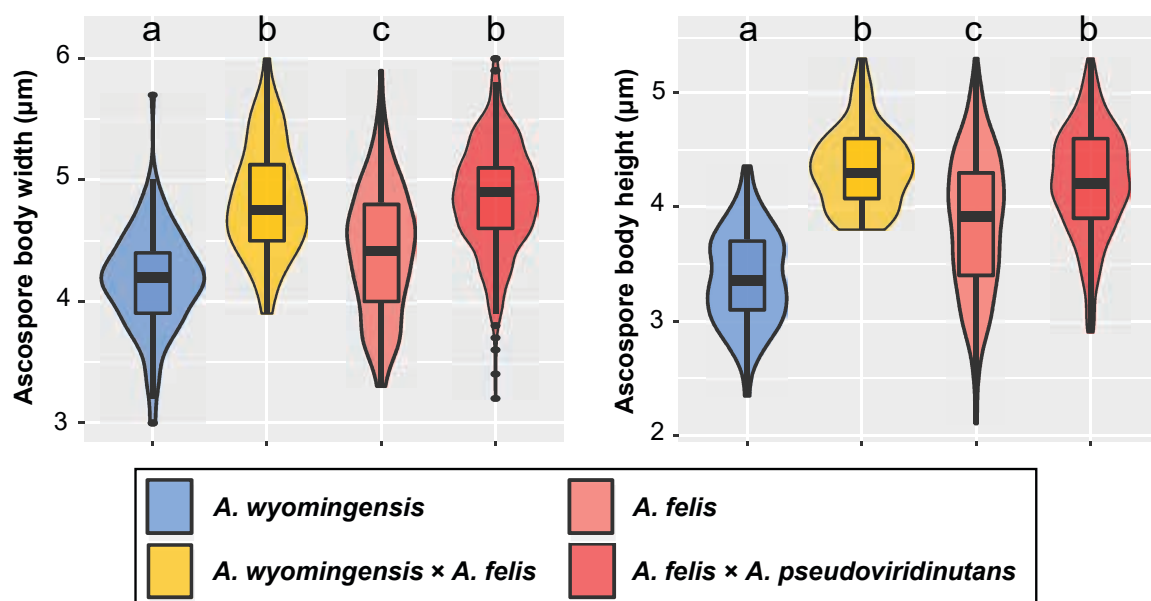 a b c b
6
5
4
3
Ascospore body width (µm)
a b c b
5
4
3
2
Ascospore body height (µm)
A. wyomingensis
A. felis
A. wyomingensis × A. felis
A. felis × A. pseudoviridinutans